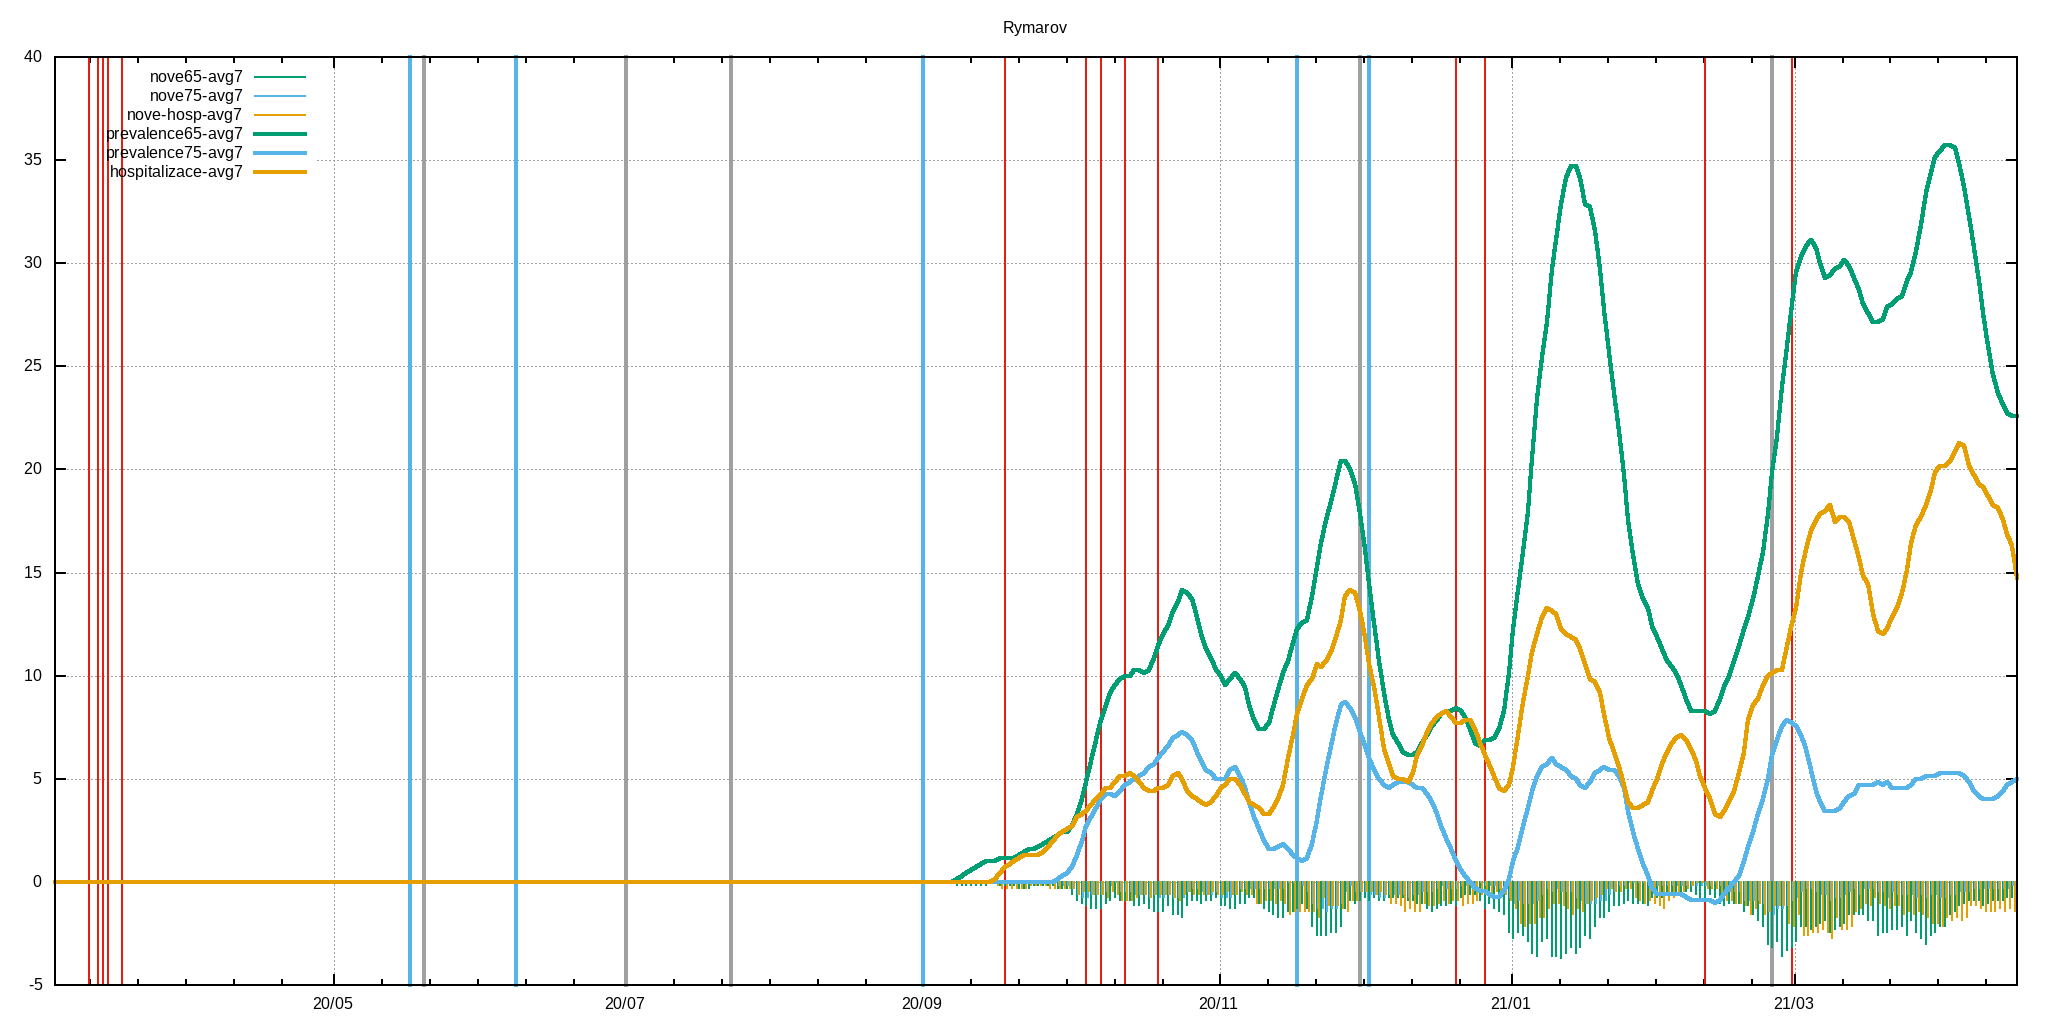 Rymarov
40
35
30
25
20
15
10
5
0
-5
nove65-avg7
nove75-avg7
nove-hosp-avg7
prevalence65-avg7
prevalence75-avg7
hospitalizace-avg7
20/05 20/07 20/09 20/11 21/01 21/03